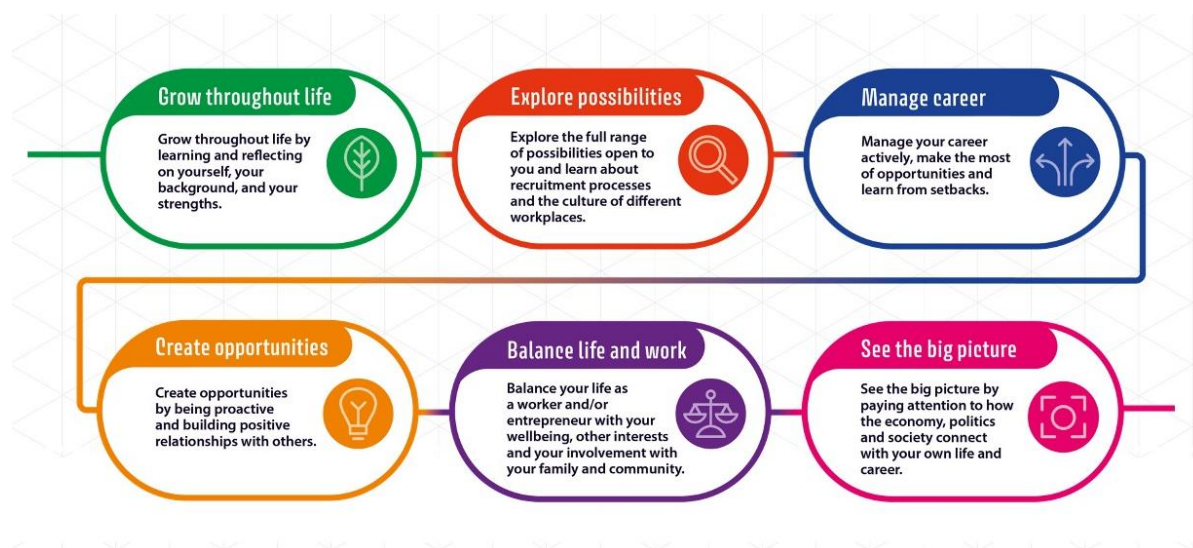 Grow throughout life
Grow throughout life by
learning and reflecting
on yourself, your
background, and your
strengths.
Explore possibilities
Explore the full range
of possibilities open to
you and learn about
recruitment processes
and the culture of different
workplaces.
Manage career
Manage your career
actively, make the most
of opportunities and
learn from setbacks.
Create opportunities
Create opportunities
by being proactive
and building positive
relationships with others.
Balance life and work
Balance your life as
a worker and/or
entrepreneur with your
wellbeing, other interests
and your involvement with
your family and community.
See the big picture
See the big picture by
paying attention to how
the economy, politics
and society connect
with your own life and
career.